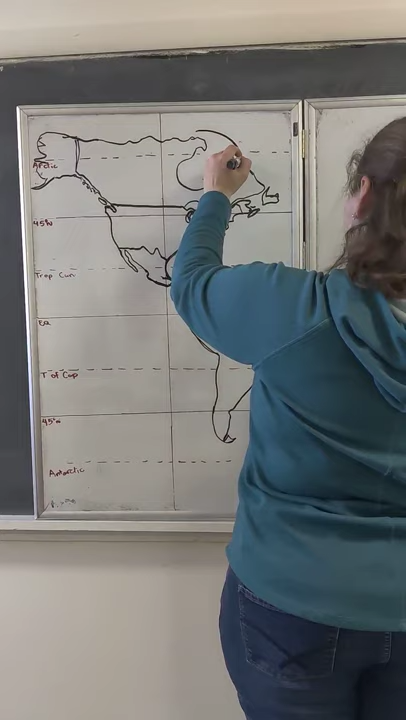 Arctic
45°N
Trop Can
EQ
T of Cap
45°s
Antarctic